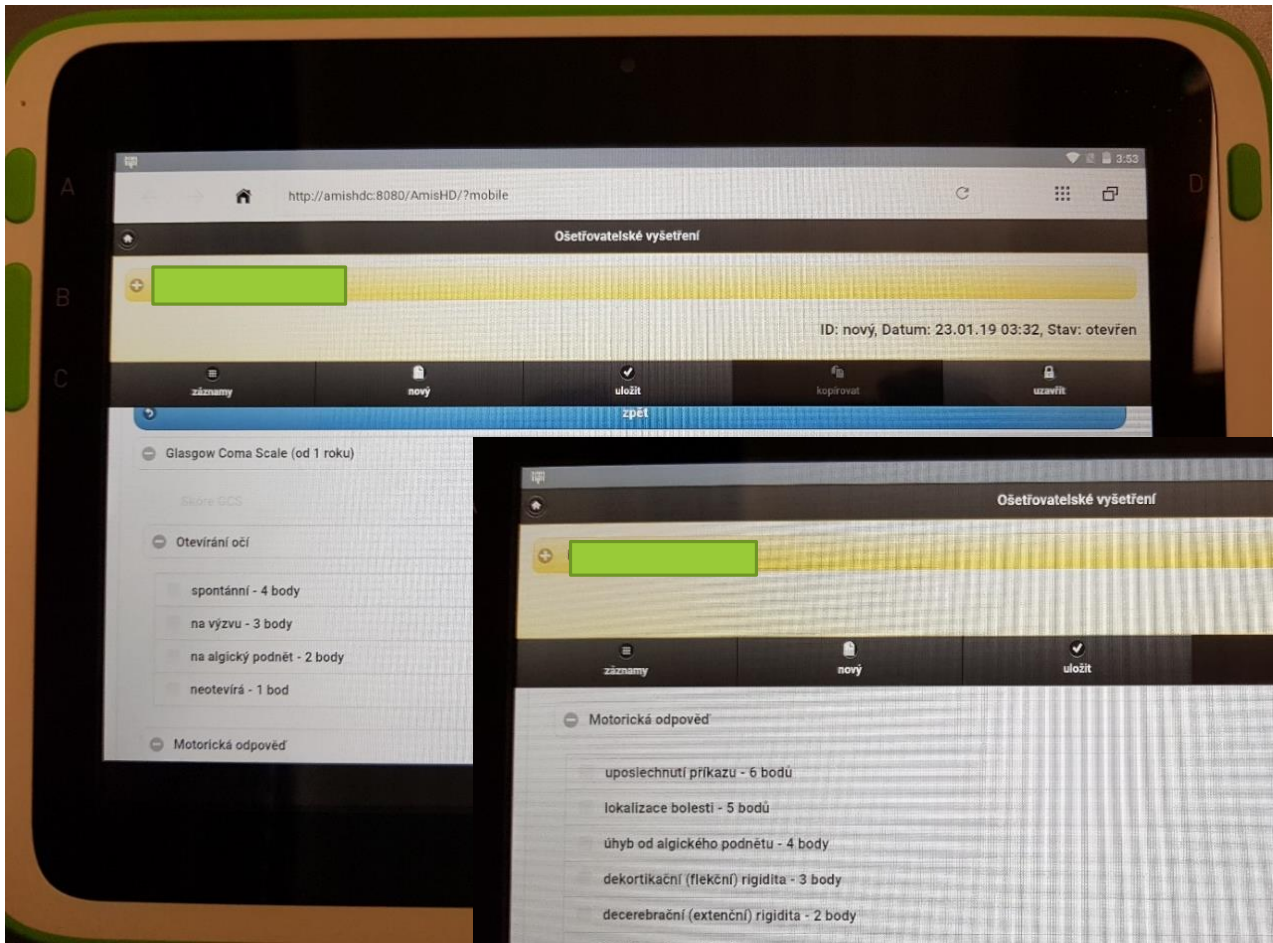 3:53
http://amishdc:8080/AmisHD/?mobile
Ošetřovatelské vyšetření
ID: nový, Datum: 23.01.19 03:32, Stav: otevřen
záznamy nový uložit kopírovat uzavřít
zpět
Glasgow Coma Scale (od 1 roku)
Skóre GCS
Otevírání očí
spontánní - 4 body
na výzvu - 3 body
na algický podnět - 2 body
neotevírá - 1 bod
Motorická odpověď
A
B
C
D
Ošetřovatelské vyšetření
záznamy nový uložit
Motorická odpověď
uposlechnutí příkazu - 6 bodů
lokalizace bolesti - 5 bodů
úhyb od algického podnětu - 4 body
dekortikační (flekční) rigidita - 3 body
decerebrační (extenční) rigidita - 2 body